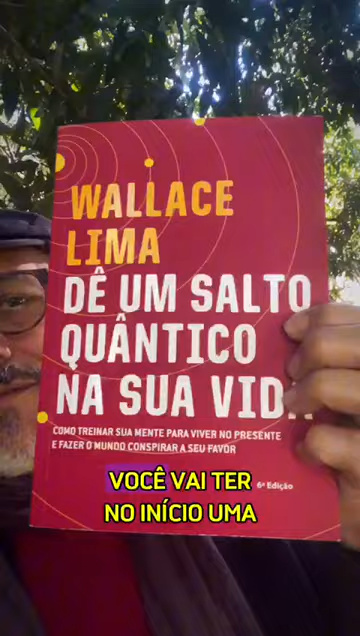 WALLACE
LIMA
DÊ UM SALTO
QUÂNTICO
NA SUA VIDA
COMO TREINAR SUA MENTE PARA VIVER NO PRESENTE
E FAZER O MUNDO CONSPIRAR A SEU FAVOR
6ª Edição
VOCÊ VAI TER
NO INÍCIO UMA